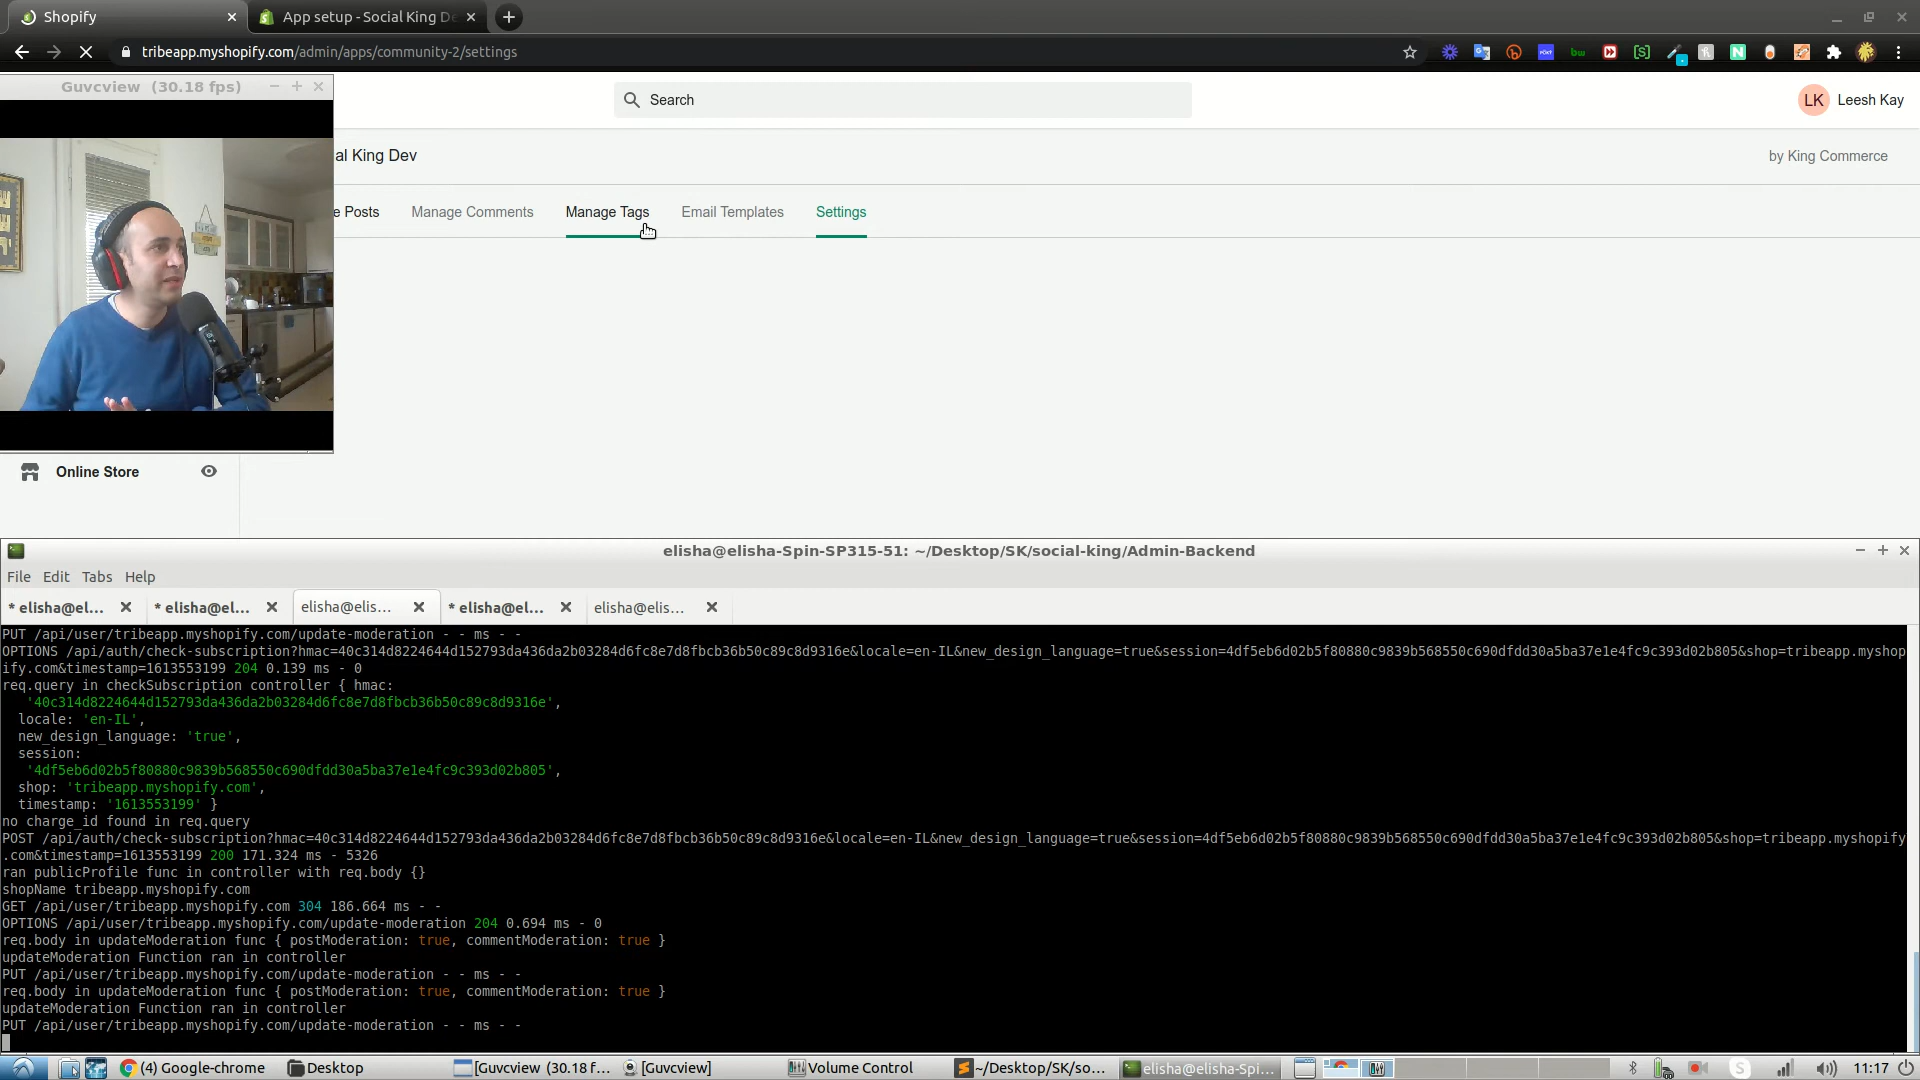 Shopify
App setup - Social King De
tribeapp.myshopify.com/admin/apps/community-2/settings
Guvcview (30.18 fps)
Search
LK
Leesh Kay
al King Dev
by King Commerce
e Posts
Manage Comments
Manage Tags
Email Templates
Settings
Online Store
elisha@elisha-Spin-SP315-51: ~/Desktop/SK/social-king/Admin-Backend
File Edit Tabs Help
* elisha@el...
* elisha@el...
elisha@elis...
* elisha@el...
elisha@elis...
PUT /api/user/tribeapp.myshopify.com/update-moderation - - ms - -
OPTIONS /api/auth/check-subscription?hmac=40c314d8224644d152793da436da2b03284d6fc8e7d8fbcb36b50c89c8d9316e&locale=en-IL&new_design_language=true&session=4df5eb6d02b5f80880c9839b568550c690dfdd30a5ba37e1e4fc9c393d02b805&shop=tribeapp.myshop
ify.com&timestamp=1613553199 204 0.139 ms - 0
req.query in checkSubscription controller { hmac:
'40c314d8224644d152793da436da2b03284d6fc8e7d8fbcb36b50c89c8d9316e',
locale: 'en-IL',
new_design_language: 'true',
session:
'4df5eb6d02b5f80880c9839b568550c690dfdd30a5ba37e1e4fc9c393d02b805',
shop: 'tribeapp.myshopify.com',
timestamp: '1613553199' }
no charge_id found in req.query
POST /api/auth/check-subscription?hmac=40c314d8224644d152793da436da2b03284d6fc8e7d8fbcb36b50c89c8d9316e&locale=en-IL&new_design_language=true&session=4df5eb6d02b5f80880c9839b568550c690dfdd30a5ba37e1e4fc9c393d02b805&shop=tribeapp.myshopify
.com&timestamp=1613553199 200 171.324 ms - 5326
ran publicProfile func in controller with req.body {}
shopName tribeapp.myshopify.com
GET /api/user/tribeapp.myshopify.com 304 186.664 ms - -
OPTIONS /api/user/tribeapp.myshopify.com/update-moderation 204 0.694 ms - 0
req.body in updateModeration func { postModeration: true, commentModeration: true }
updateModeration Function ran in controller
PUT /api/user/tribeapp.myshopify.com/update-moderation - - ms - -
req.body in updateModeration func { postModeration: true, commentModeration: true }
updateModeration Function ran in controller
PUT /api/user/tribeapp.myshopify.com/update-moderation - - ms - -
(4) Google-chrome
Desktop
[Guvcview (30.18 f...
[Guvcview]
Volume Control
~/Desktop/SK/so...
elisha@elisha-Spi...
11:17